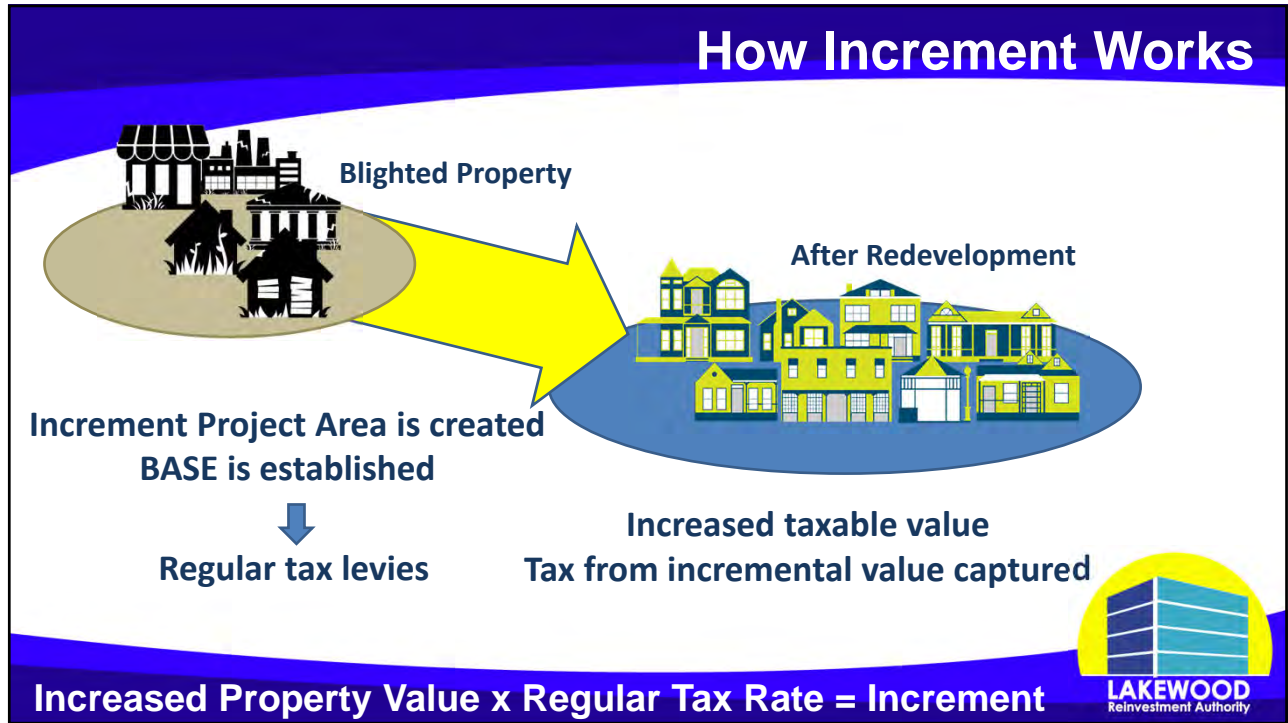 How Increment Works
Blighted Property
After Redevelopment
Increment Project Area is created
BASE is established
Regular tax levies
Increased taxable value
Tax from incremental value captured
Increased Property Value x Regular Tax Rate = Increment
LAKEWOOD
Reinvestment Authority